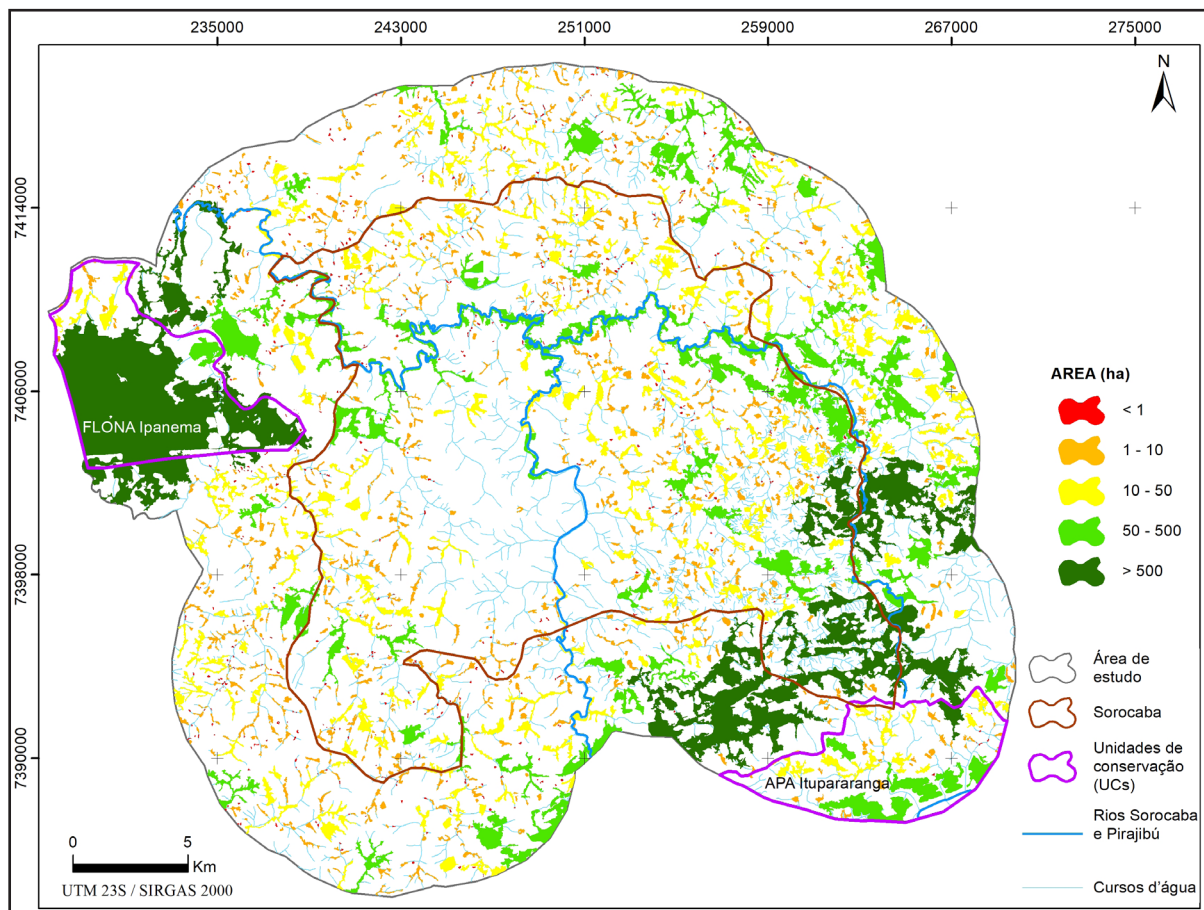 235000
243000
251000
259000
267000
275000
N
7414000
7406000
7398000
7390000
FLONA Ipanema
APA Itupararanga
AREA (ha)
< 1
1 - 10
10 - 50
50 - 500
> 500
Área de
estudo
Sorocaba
Unidades de
conservação
(UCs)
Rios Sorocaba
e Pirajibú
Cursos d'água
0
5
Km
UTM 23S / SIRGAS 2000